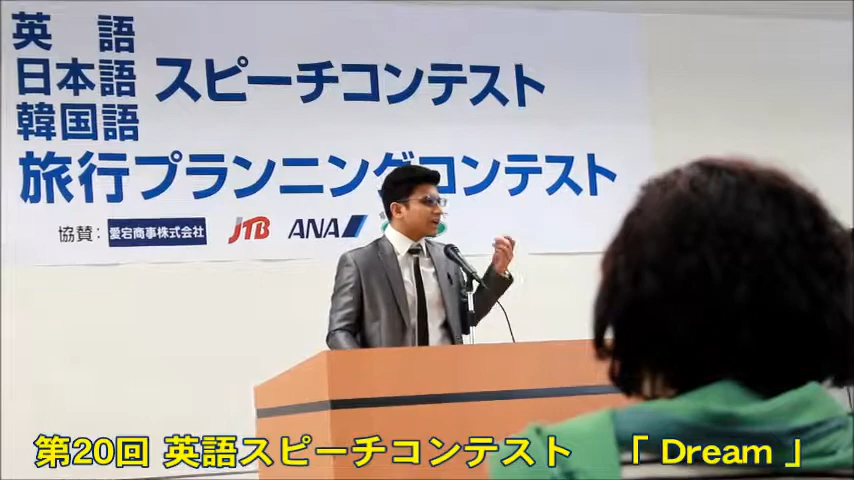 英語
日本語 スピーチコンテスト
韓国語
旅行プランニングコンテスト
協賛: 愛宕商事株式会社 JTB ANA
第20回 英語スピーチコンテスト 「 Dream 」